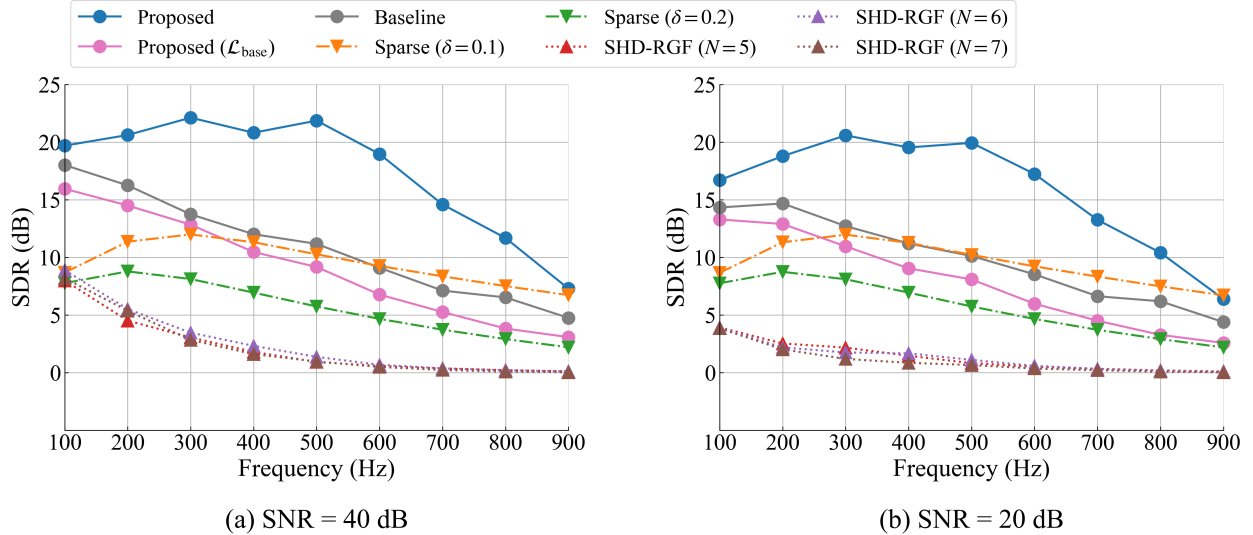 Proposed
Baseline
Sparse (δ = 0.2)
SHD-RGF (N = 6)
Proposed (ℒbase)
Sparse (δ = 0.1)
SHD-RGF (N = 5)
SHD-RGF (N = 7)
25
20
15
10
5
0
SDR (dB)
100 200 300 400 500 600 700 800 900
Frequency (Hz)
(a) SNR = 40 dB
25
20
15
10
5
0
SDR (dB)
100 200 300 400 500 600 700 800 900
Frequency (Hz)
(b) SNR = 20 dB